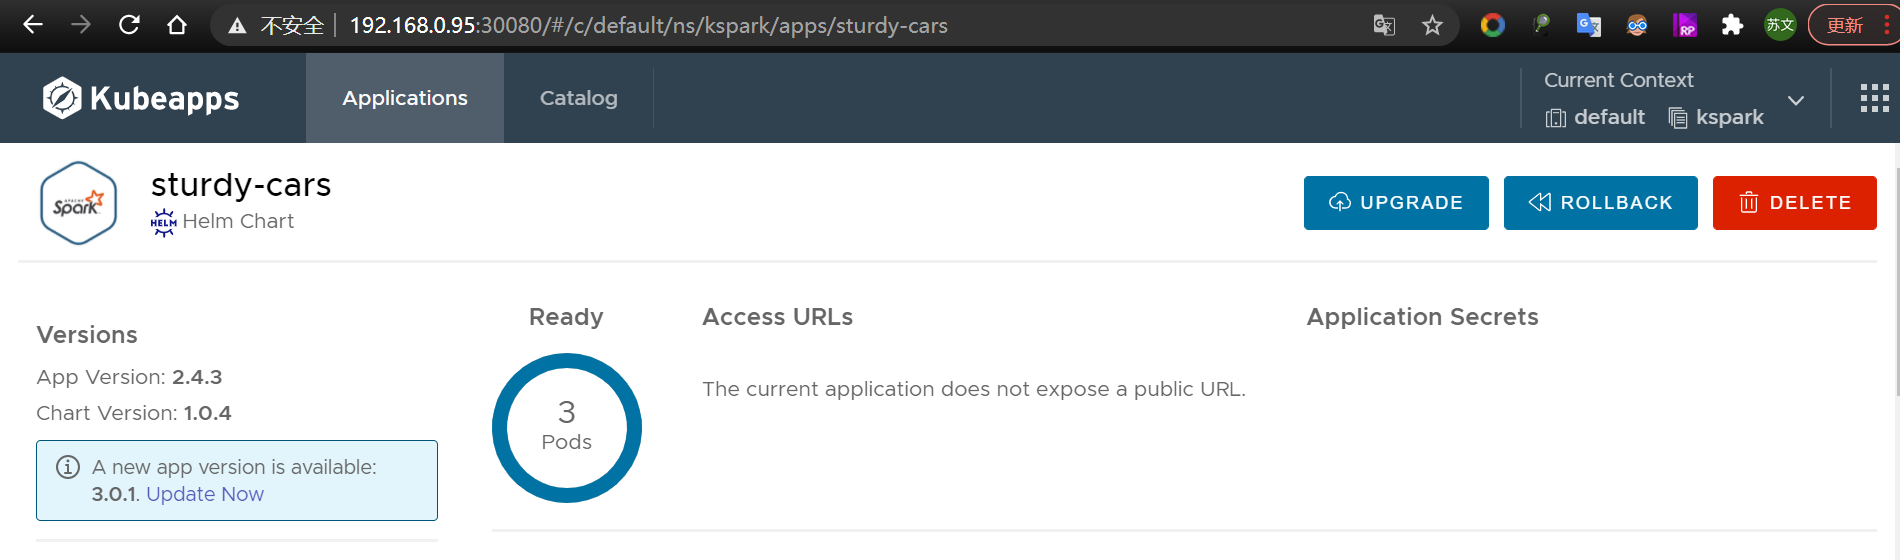 不安全 192.168.0.95:30080/#/c/default/ns/kspark/apps/sturdy-cars RP 苏文 更新
Kubeapps Applications Catalog
Current Context
default kspark
APACHE
Spark
sturdy-cars
HELM Helm Chart
UPGRADE ROLLBACK DELETE
Versions
App Version: 2.4.3
Chart Version: 1.0.4
A new app version is available:
3.0.1. Update Now
Ready
3
Pods
Access URLs
The current application does not expose a public URL.
Application Secrets